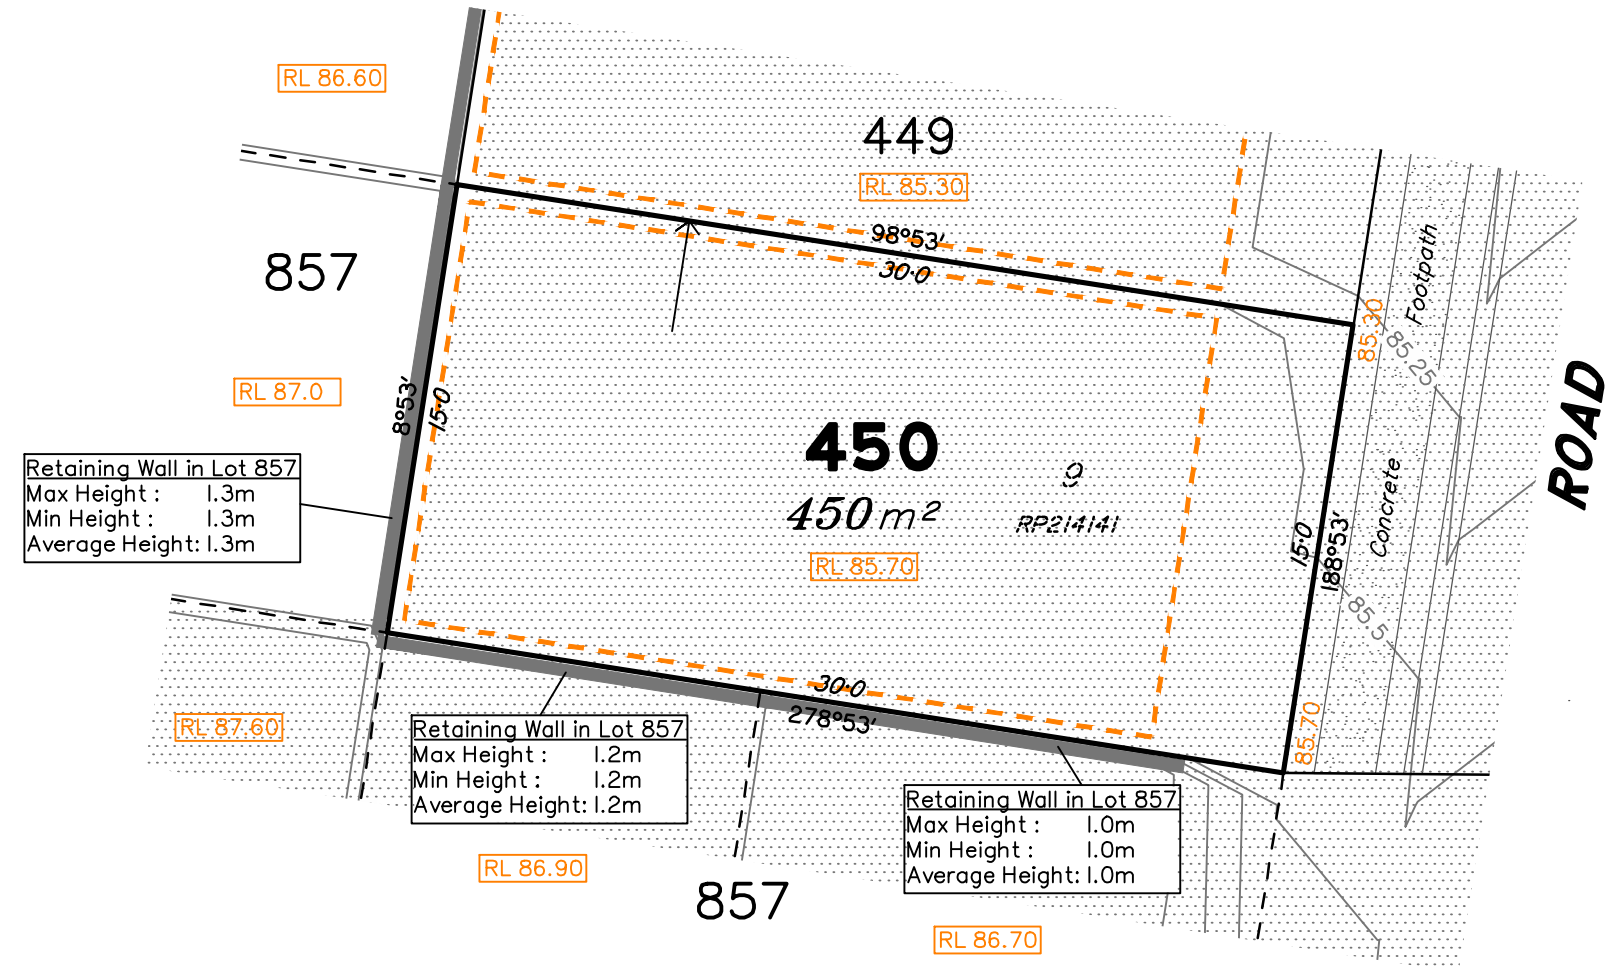 RL 86.60
449
RL 85.30
857
98°53'
30·0
Footpath
85.30
85.25
RL 87.0
8°53'
15·0
ROAD
450
450 m²
9
RP214141
RL 85.70
Concrete
15·0
188°53'
85.5
Retaining Wall in Lot 857
Max Height : 1.3m
Min Height : 1.3m
Average Height: 1.3m
30·0
278°53'
85.70
RL 87.60
Retaining Wall in Lot 857
Max Height : 1.2m
Min Height : 1.2m
Average Height: 1.2m
Retaining Wall in Lot 857
Max Height : 1.0m
Min Height : 1.0m
Average Height: 1.0m
RL 86.90
857
RL 86.70